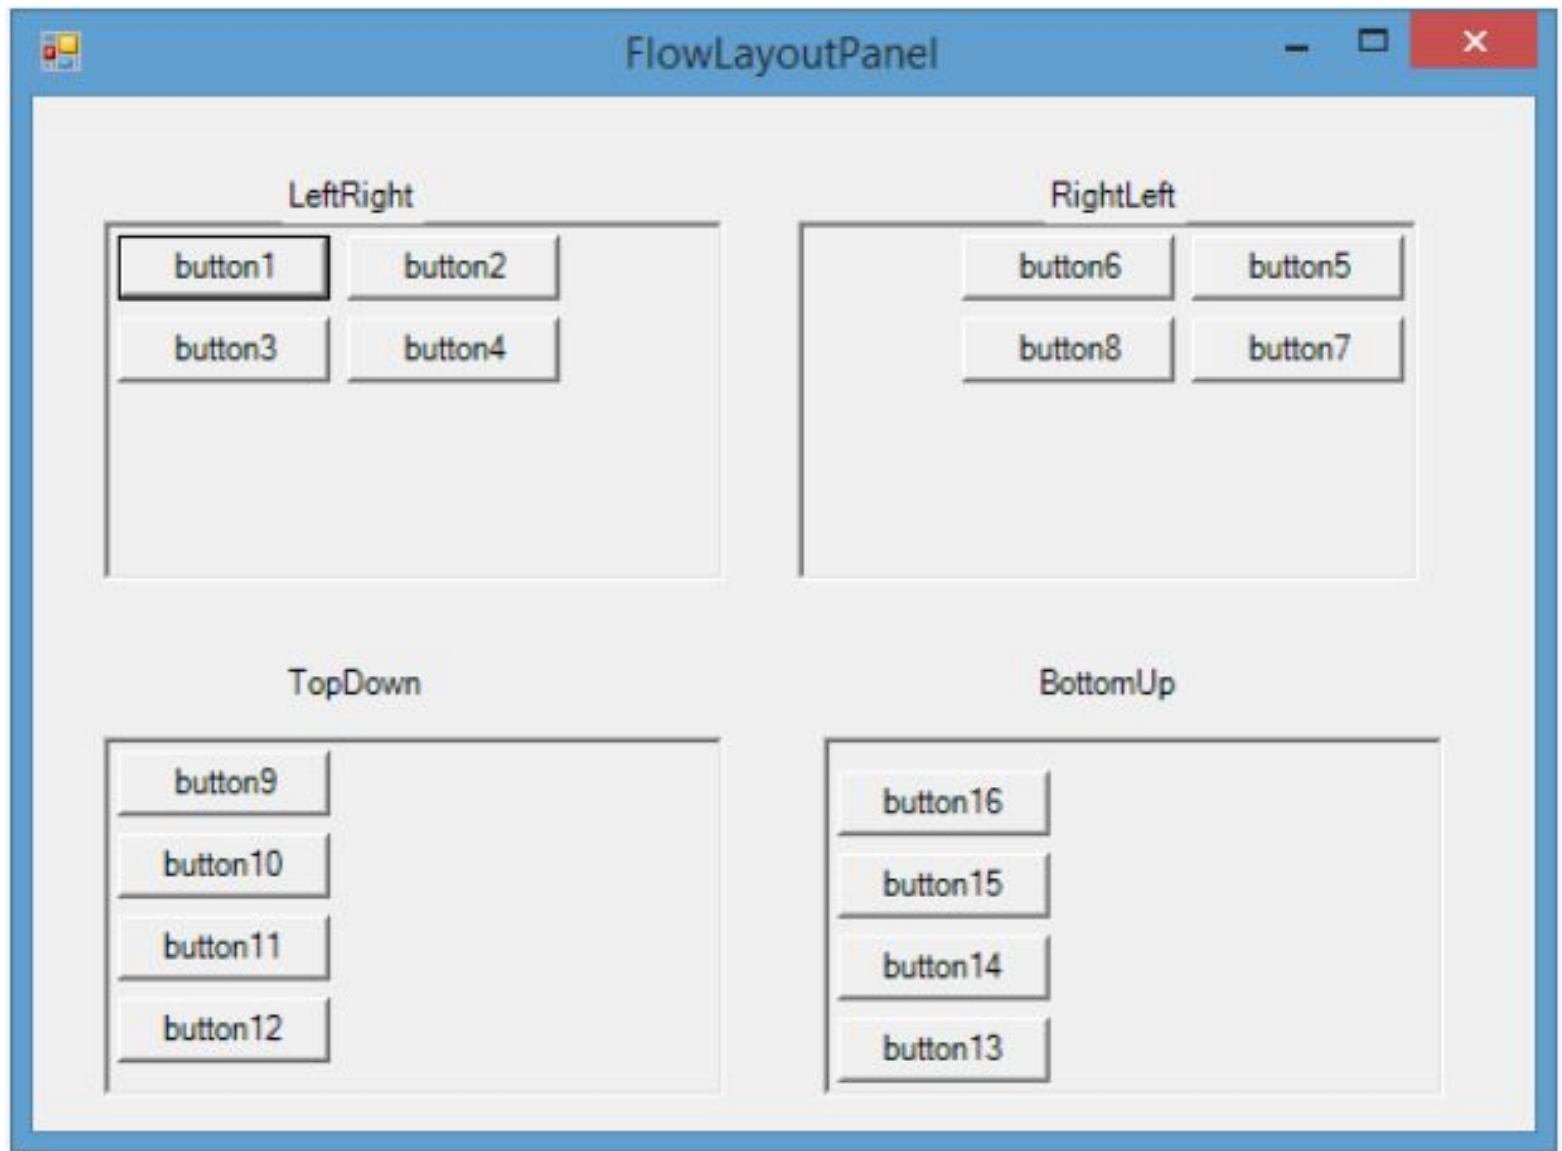 FlowLayoutPanel
LeftRight
button1 button2
button3 button4
RightLeft
button6 button5
button8 button7
TopDown
button9
button10
button11
button12
BottomUp
button16
button15
button14
button13